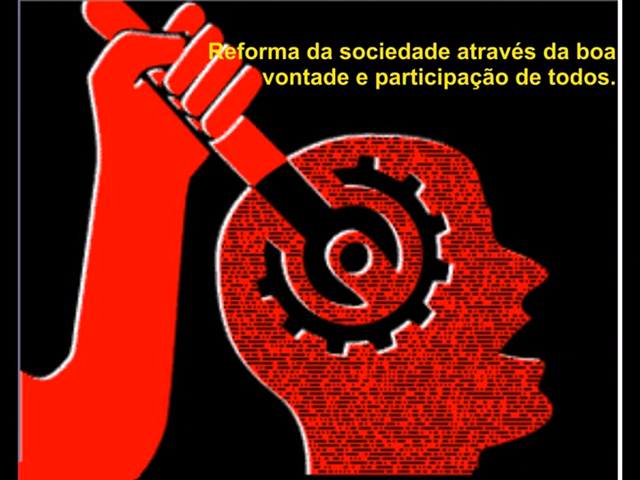 Reforma da sociedade através da boa
vontade e participação de todos.